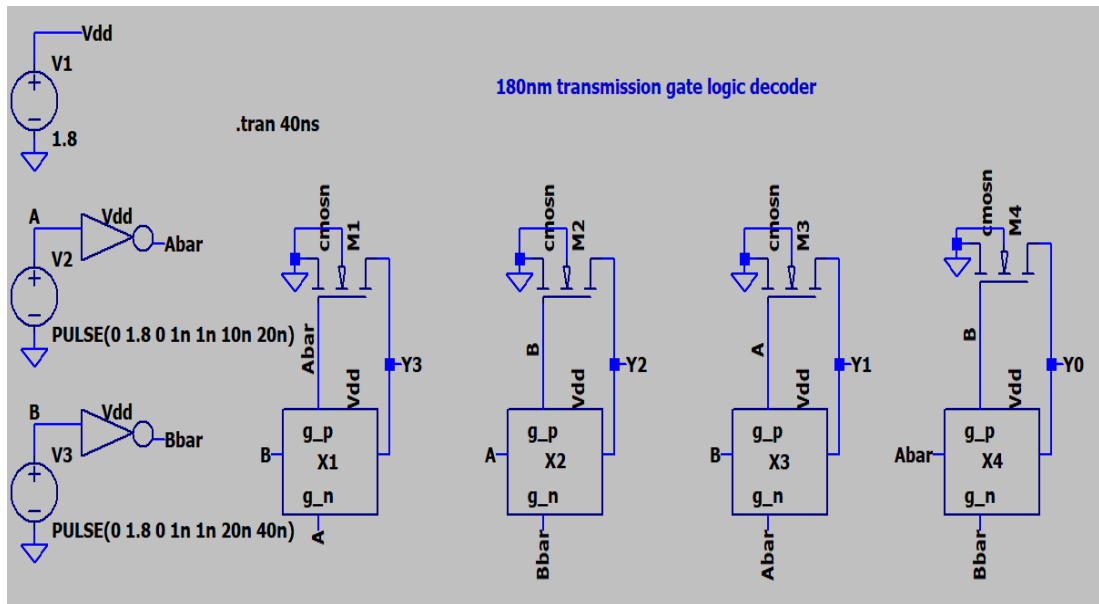 Vdd
V1
1.8
180nm transmission gate logic decoder
.tran 40ns
A
Vdd
Abar
V2
PULSE(0 1.8 0 1n 1n 10n 20n)
B
Vdd
Bbar
V3
PULSE(0 1.8 0 1n 1n 20n 40n)
cmosn
M1
Abar
Y3
Vdd
g_p
B
X1
g_n
A
cmosn
M2
B
Y2
Vdd
g_p
A
X2
g_n
Bbar
cmosn
M3
A
Y1
Vdd
g_p
B
X3
g_n
Abar
cmosn
M4
B
Y0
Vdd
g_p
Abar
X4
g_n
Bbar